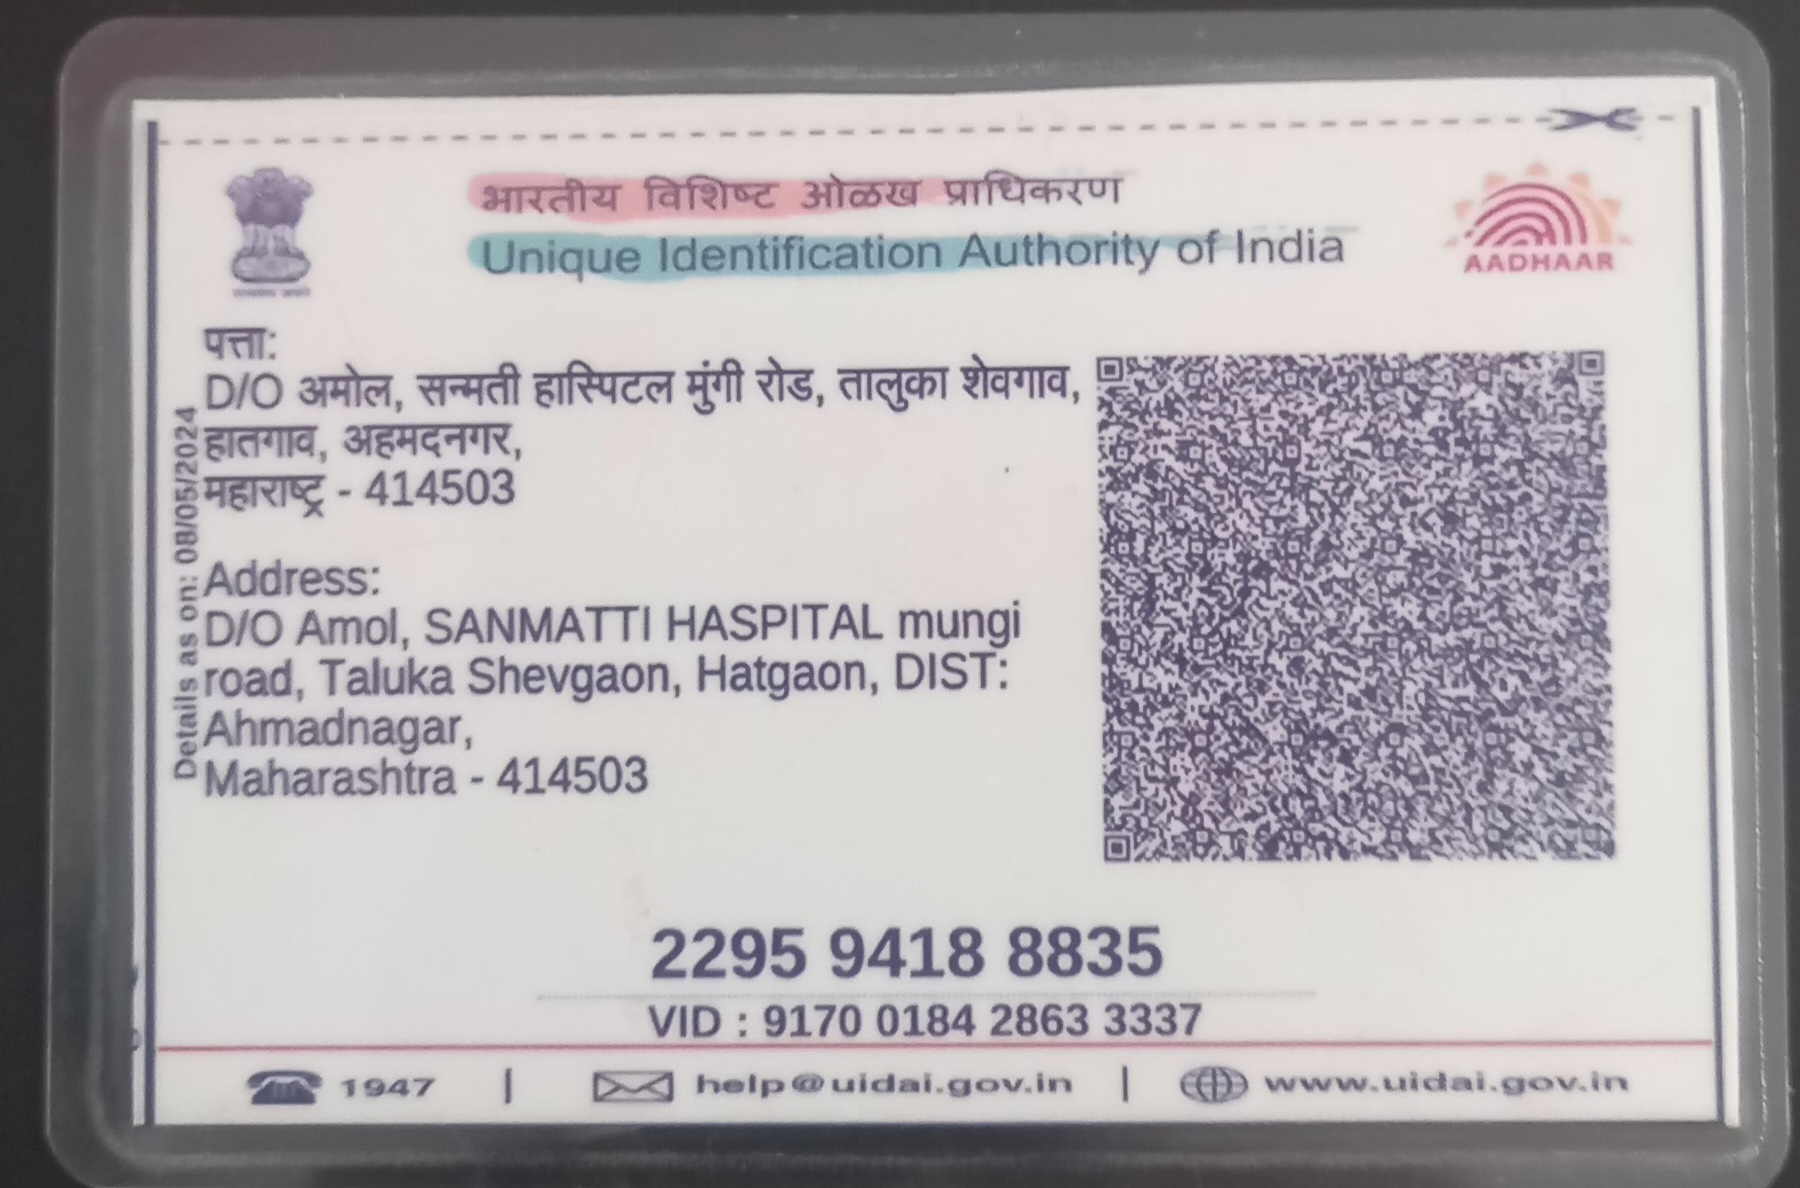 भारतीय विशिष्ट ओळख प्राधिकरण
Unique Identification Authority of India
AADHAAR
पत्ता:
D/O अमोल, सन्मती हास्पिटल मुंगी रोड, तालुका शेवगाव,
हातगाव, अहमदनगर,
महाराष्ट्र - 414503
Address:
D/O Amol, SANMATTI HASPITAL mungi
road, Taluka Shevgaon, Hatgaon, DIST:
Ahmadnagar,
Maharashtra - 414503
Details as on: 08/05/2024
2295 9418 8835
VID : 9170 0184 2863 3337
1947 | help@uidai.gov.in | www.uidai.gov.in